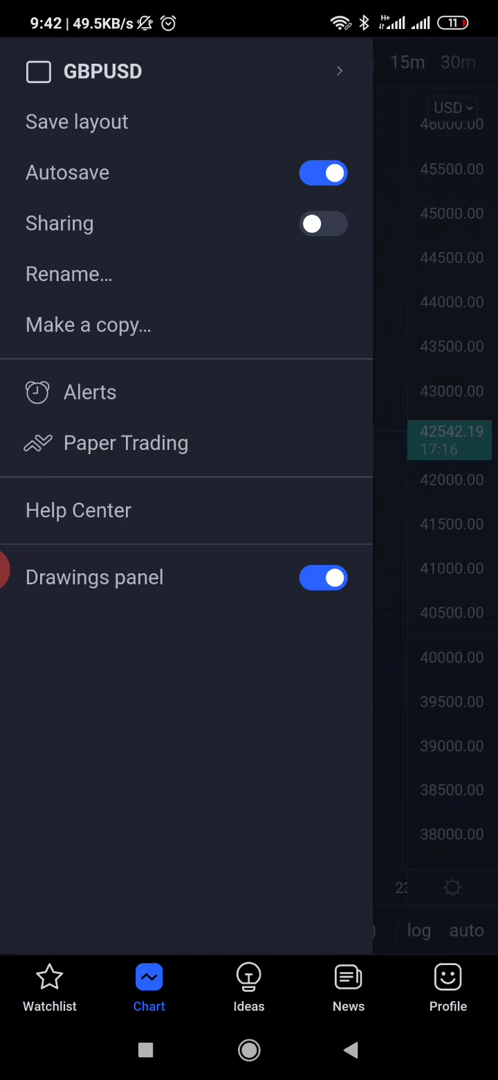 9:42 | 49.5KB/s
H+
11
GBPUSD
Save layout
Autosave
Sharing
Rename...
Make a copy...
Alerts
Paper Trading
Help Center
Drawings panel
15m 30m
USD
46000.00
45500.00
45000.00
44500.00
44000.00
43500.00
43000.00
42542.19
17:16
42000.00
41500.00
41000.00
40500.00
40000.00
39500.00
39000.00
38500.00
38000.00
log auto
Watchlist
Chart
Ideas
News
Profile